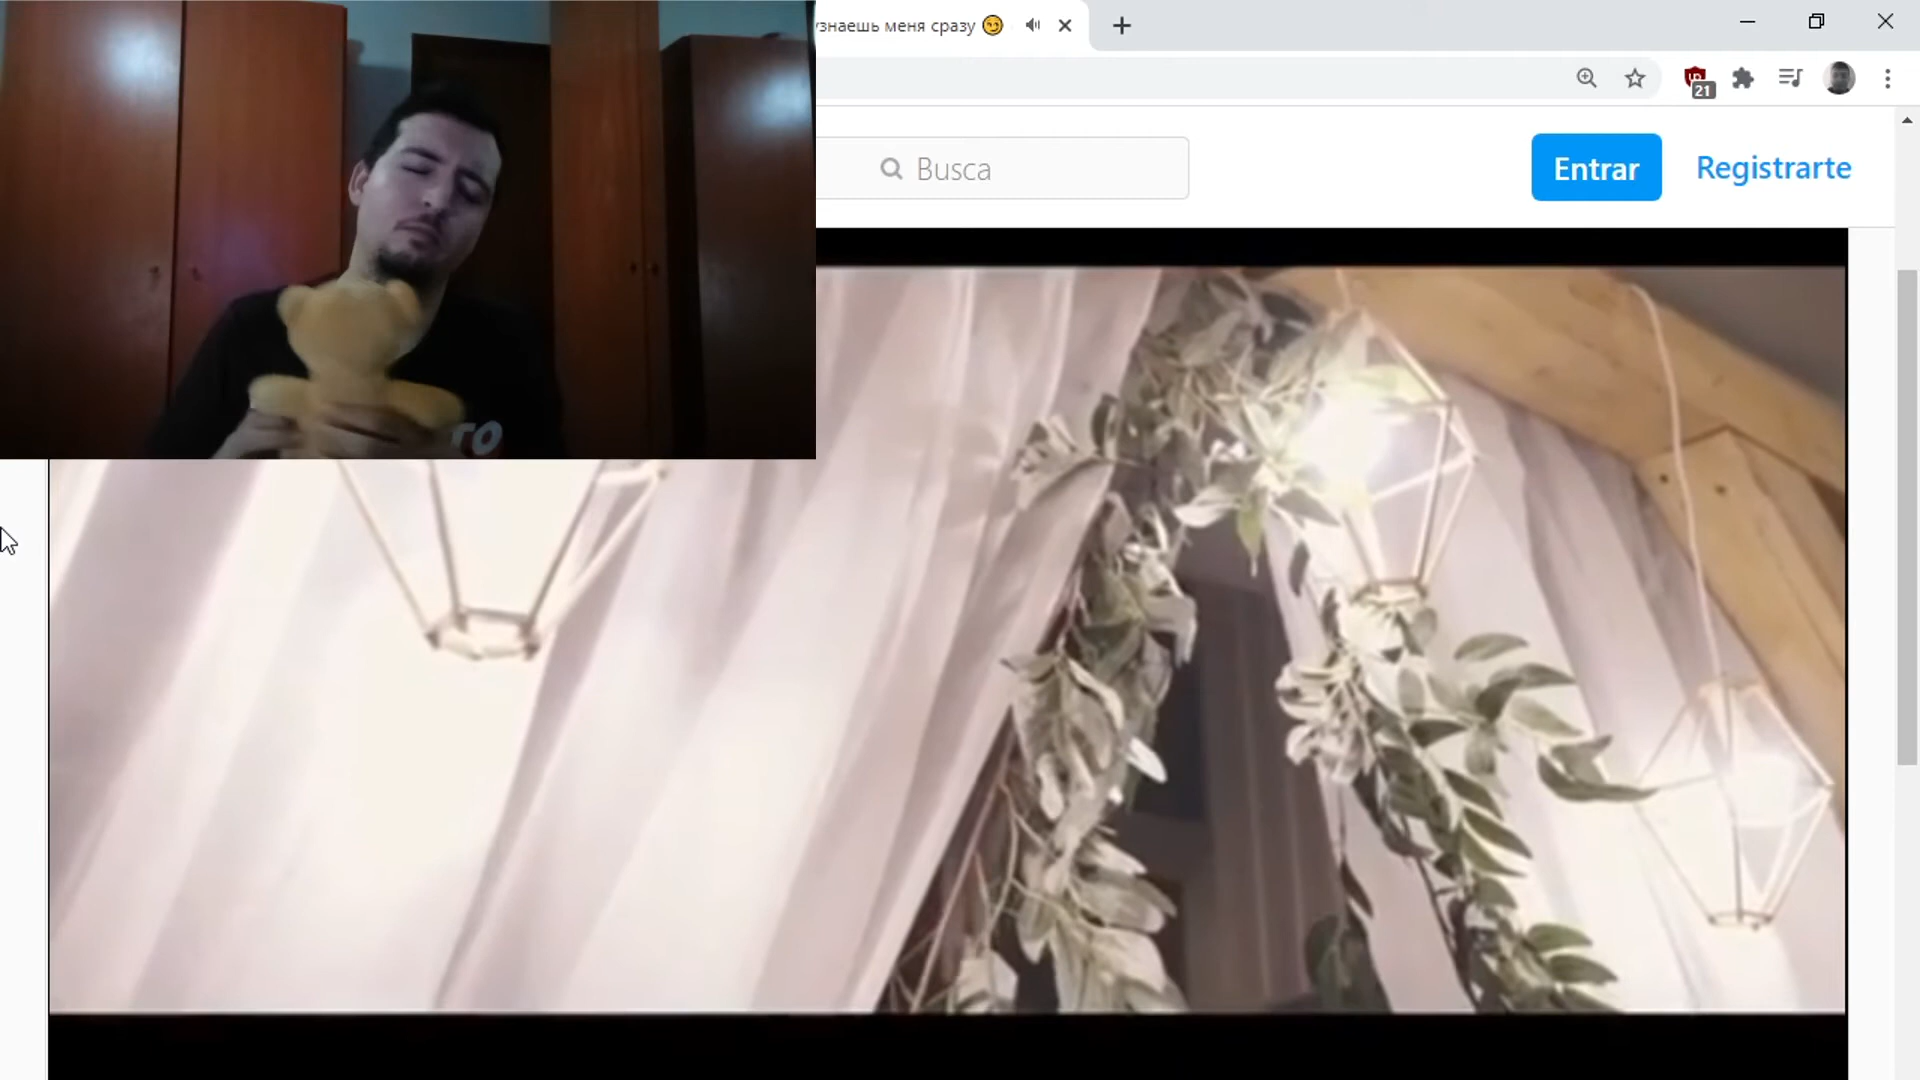 узнаешь меня сразу 😏
21
Busca
Entrar
Registrarte
ro